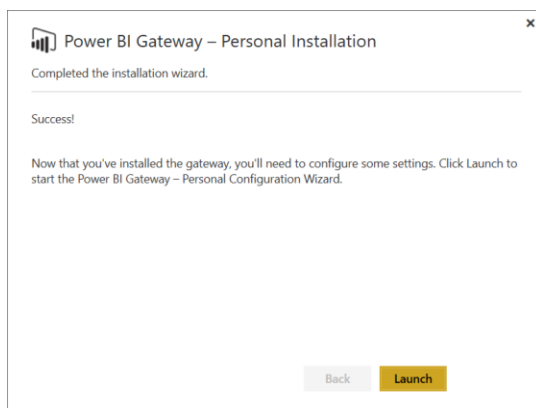 Power BI Gateway – Personal Installation
Completed the installation wizard.
Success!
Now that you've installed the gateway, you'll need to configure some settings. Click Launch to
start the Power BI Gateway – Personal Configuration Wizard.
Back Launch